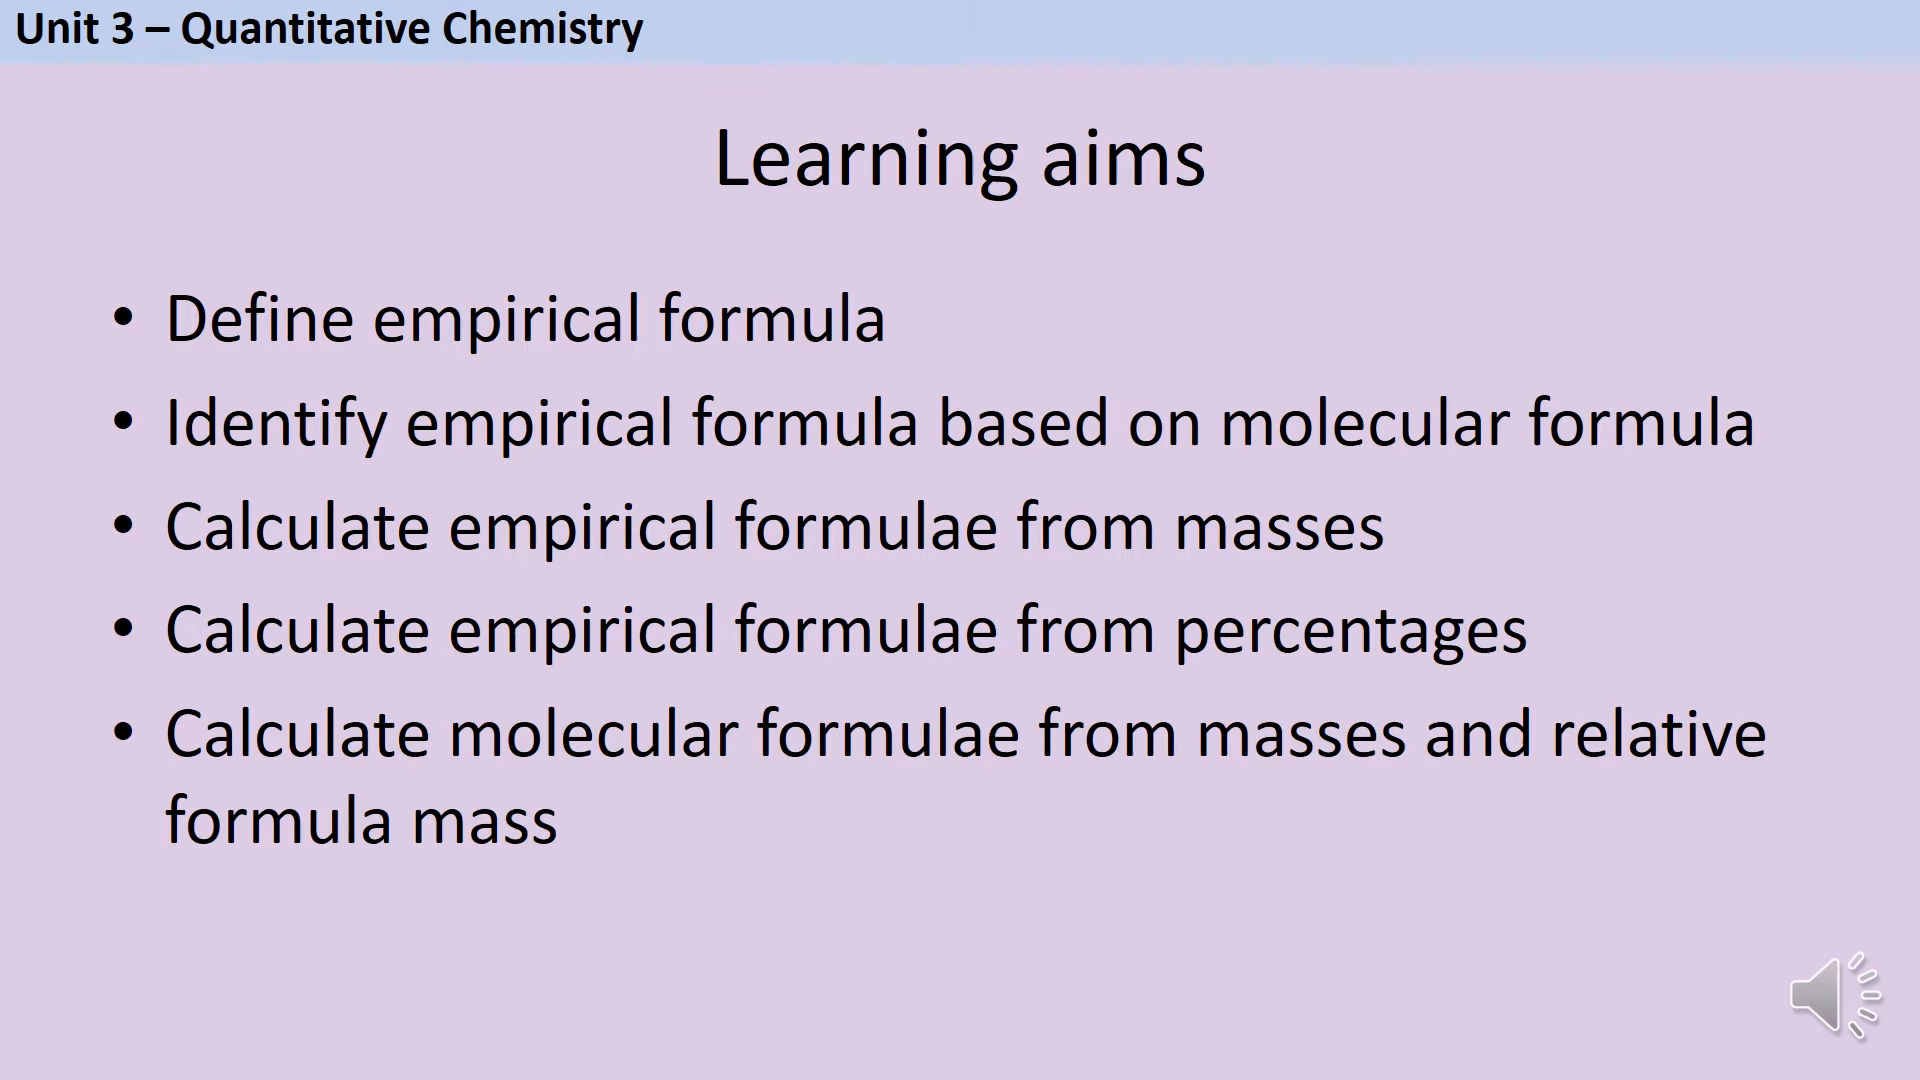 Unit 3 – Quantitative Chemistry
Learning aims
• Define empirical formula
• Identify empirical formula based on molecular formula
• Calculate empirical formulae from masses
• Calculate empirical formulae from percentages
• Calculate molecular formulae from masses and relative
formula mass